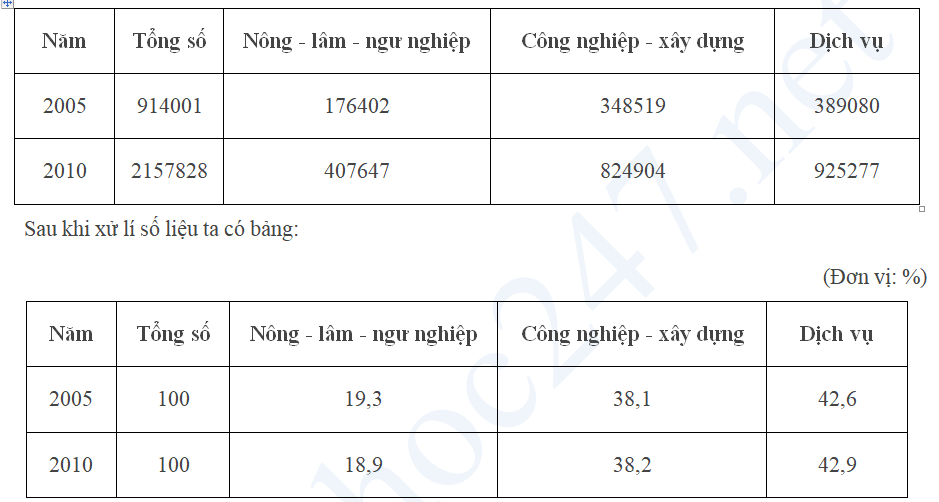 Năm Tổng số Nông - lâm - ngư nghiệp Công nghiệp - xây dựng Dịch vụ
2005 914001 176402 348519 389080
2010 2157828 407647 824904 925277
Sau khi xử lí số liệu ta có bảng:
(Đơn vị: %)
Năm Tổng số Nông - lâm - ngư nghiệp Công nghiệp - xây dựng Dịch vụ
2005 100 19,3 38,1 42,6
2010 100 18,9 38,2 42,9
hoc247.net